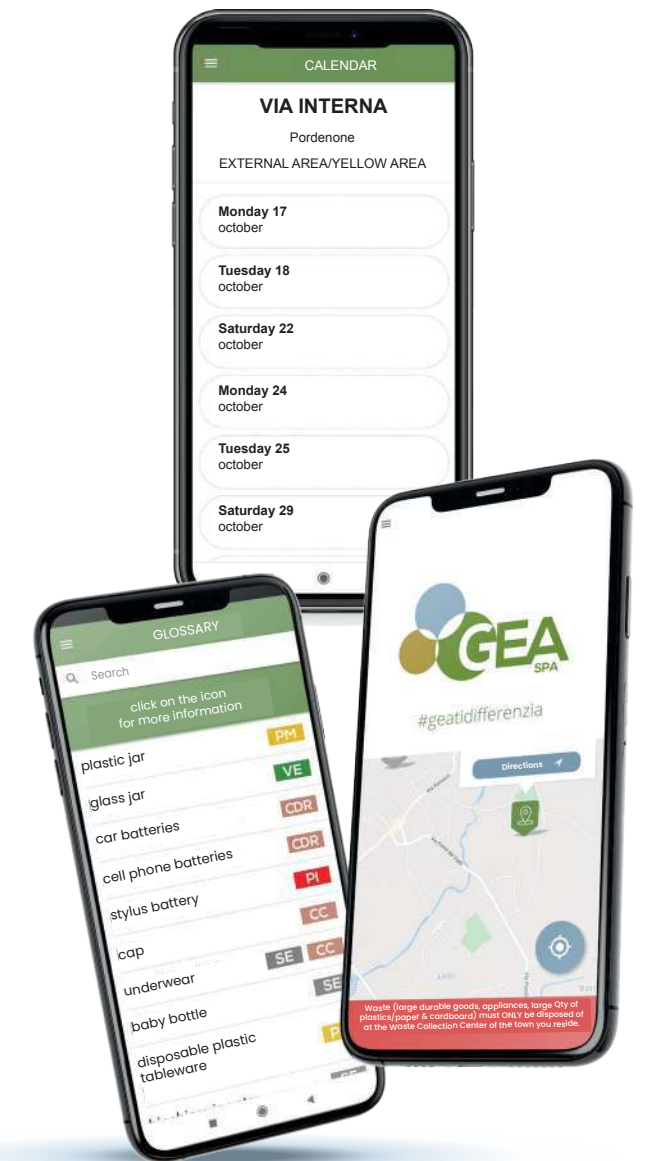 CALENDAR
VIA INTERNA
Pordenone
EXTERNAL AREA/YELLOW AREA
Monday 17
october
Tuesday 18
october
Saturday 22
october
Monday 24
october
Tuesday 25
october
Saturday 29
october
GLOSSARY
Search
click on the icon
for more information
plastic jar PM
glass jar VE
car batteries CDR
cell phone batteries CDR
stylus battery PI
cap CC
underwear SE CC
baby bottle SE
disposable plastic
tableware
GEA
SPA
#geatidifferenzia
Directions
Waste (large durable goods, appliances, large Qty of
plastics/paper & cardboard) must ONLY be disposed of
at the Waste Collection Center of the town you reside.